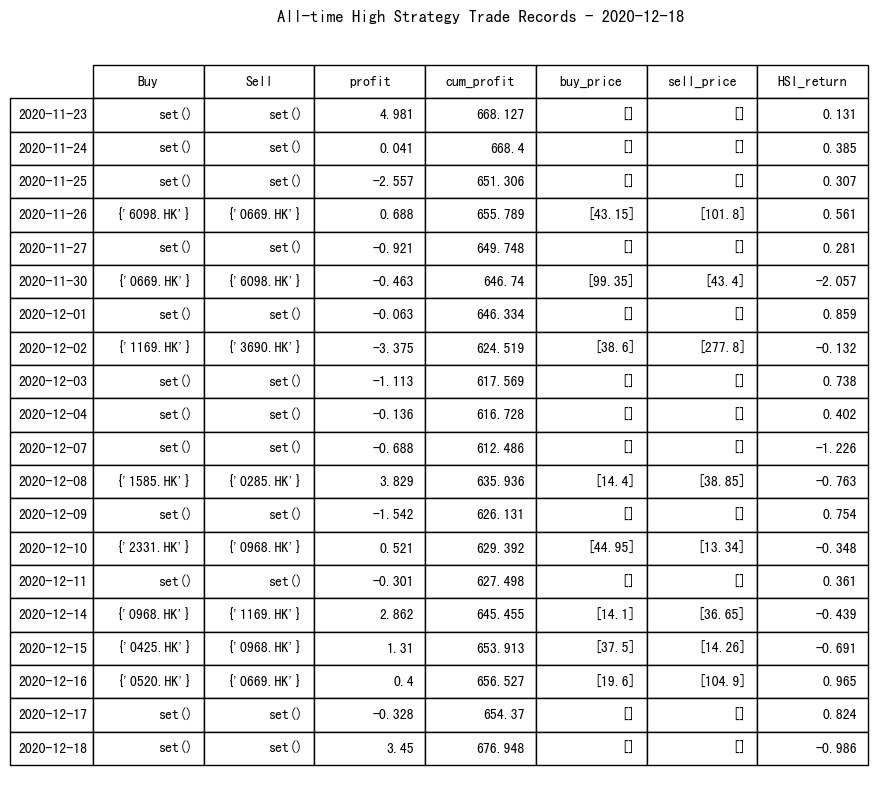 All-time High Strategy Trade Records - 2020-12-18
Buy Sell profit cum_profit buy_price sell_price HSI_return
2020-11-23 set() set() 4.981 668.127 [] [] 0.131
2020-11-24 set() set() 0.041 668.4 [] [] 0.385
2020-11-25 set() set() -2.557 651.306 [] [] 0.307
2020-11-26 {'6098.HK'} {'0669.HK'} 0.688 655.789 [43.15] [101.8] 0.561
2020-11-27 set() set() -0.921 649.748 [] [] 0.281
2020-11-30 {'0669.HK'} {'6098.HK'} -0.463 646.74 [99.35] [43.4] -2.057
2020-12-01 set() set() -0.063 646.334 [] [] 0.859
2020-12-02 {'1169.HK'} {'3690.HK'} -3.375 624.519 [38.6] [277.8] -0.132
2020-12-03 set() set() -1.113 617.569 [] [] 0.738
2020-12-04 set() set() -0.136 616.728 [] [] 0.402
2020-12-07 set() set() -0.688 612.486 [] [] -1.226
2020-12-08 {'1585.HK'} {'0285.HK'} 3.829 635.936 [14.4] [38.85] -0.763
2020-12-09 set() set() -1.542 626.131 [] [] 0.754
2020-12-10 {'2331.HK'} {'0968.HK'} 0.521 629.392 [44.95] [13.34] -0.348
2020-12-11 set() set() -0.301 627.498 [] [] 0.361
2020-12-14 {'0968.HK'} {'1169.HK'} 2.862 645.455 [14.1] [36.65] -0.439
2020-12-15 {'0425.HK'} {'0968.HK'} 1.31 653.913 [37.5] [14.26] -0.691
2020-12-16 {'0520.HK'} {'0669.HK'} 0.4 656.527 [19.6] [104.9] 0.965
2020-12-17 set() set() -0.328 654.37 [] [] 0.824
2020-12-18 set() set() 3.45 676.948 [] [] -0.986